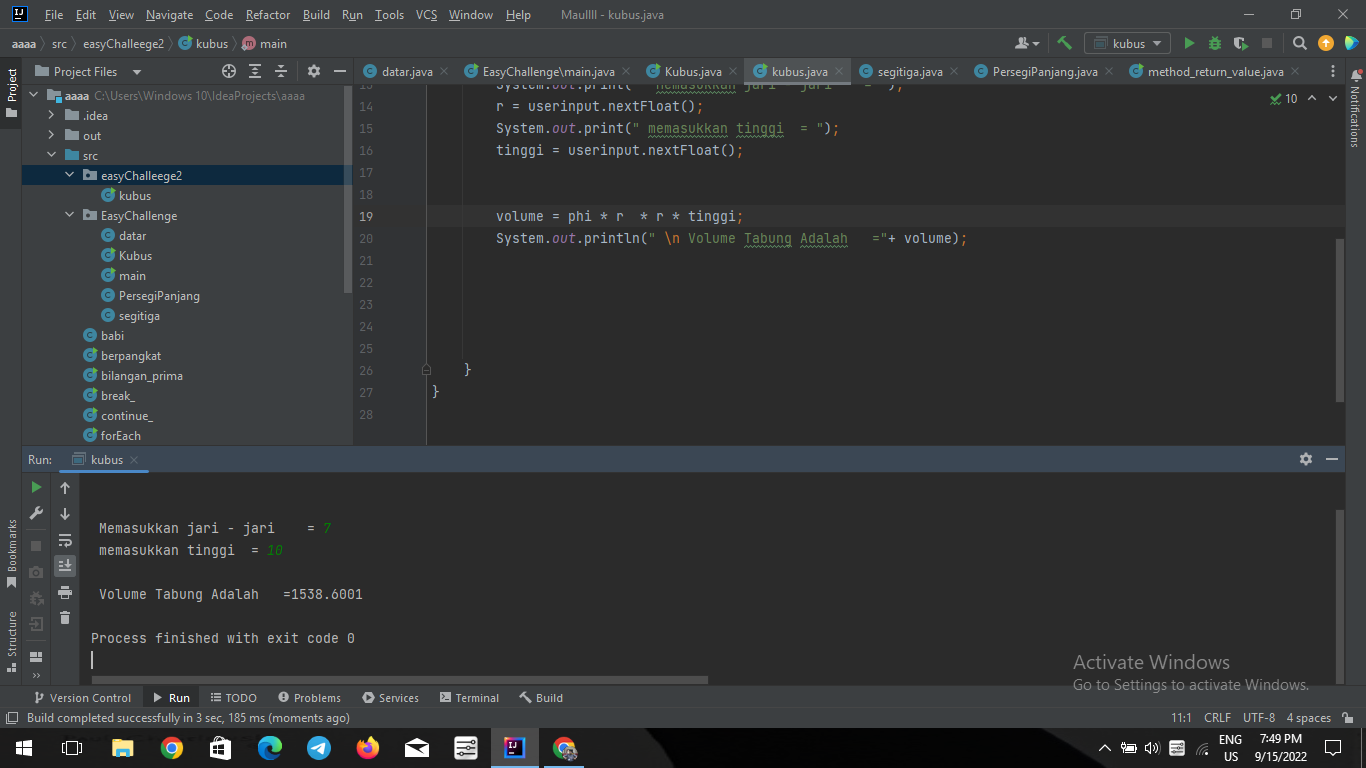 File Edit View Navigate Code Refactor Build Run Tools VCS Window Help Maullll - kubus.java
aaaa src easyChalleege2 kubus main kubus
Project Files
datar.java EasyChallenge\main.java Kubus.java kubus.java segitiga.java PersegiPanjang.java method_return_value.java
Project
Notifications
aaaa C:\Users\Windows 10\IdeaProjects\aaaa
.idea
out
src
easyChalleege2
kubus
EasyChallenge
datar
Kubus
main
PersegiPanjang
segitiga
babi
berpangkat
bilangan_prima
break_
continue_
forEach
10
13 System.out.print(" Memasukkan jari - jari    = ");
14 r = userinput.nextFloat();
15 System.out.print(" memasukkan tinggi  = ");
16 tinggi = userinput.nextFloat();
17
18
19 volume = phi * r  * r * tinggi;
20 System.out.println(" \n Volume Tabung Adalah   ="+ volume);
21
22
23
24
25
26 }
27 }
28
Run: kubus
Memasukkan jari - jari    = 7
memasukkan tinggi  = 10
Volume Tabung Adalah   =1538.6001
Process finished with exit code 0
Bookmarks
Structure
Activate Windows
Go to Settings to activate Windows.
Version Control Run TODO Problems Services Terminal Build
Build completed successfully in 3 sec, 185 ms (moments ago) 11:1 CRLF UTF-8 4 spaces
ENG 7:49 PM
US 9/15/2022